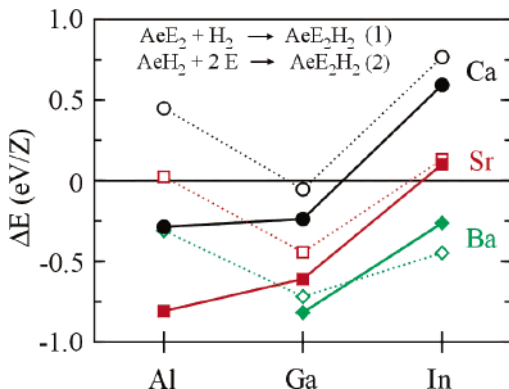 AeE₂ + H₂ → AeE₂H₂ (1)
AeH₂ + 2 E → AeE₂H₂ (2)
1.0
0.5
0
-0.5
-1.0
ΔE (eV/Z)
Ca
Sr
Ba
Al Ga In